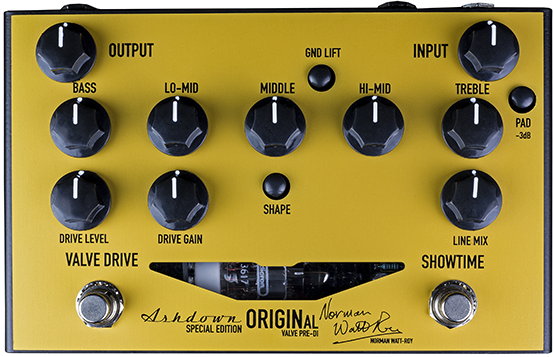 OUTPUT
GND LIFT
INPUT
BASS
LO-MID
MIDDLE
HI-MID
TREBLE
PAD
-3dB
SHAPE
DRIVE LEVEL
DRIVE GAIN
LINE MIX
VALVE DRIVE
SHOWTIME
3617
Ashdown
SPECIAL EDITION
ORIGINAL
VALVE PRE-DI
Norman
Watt-Roy
NORMAN WATT-ROY